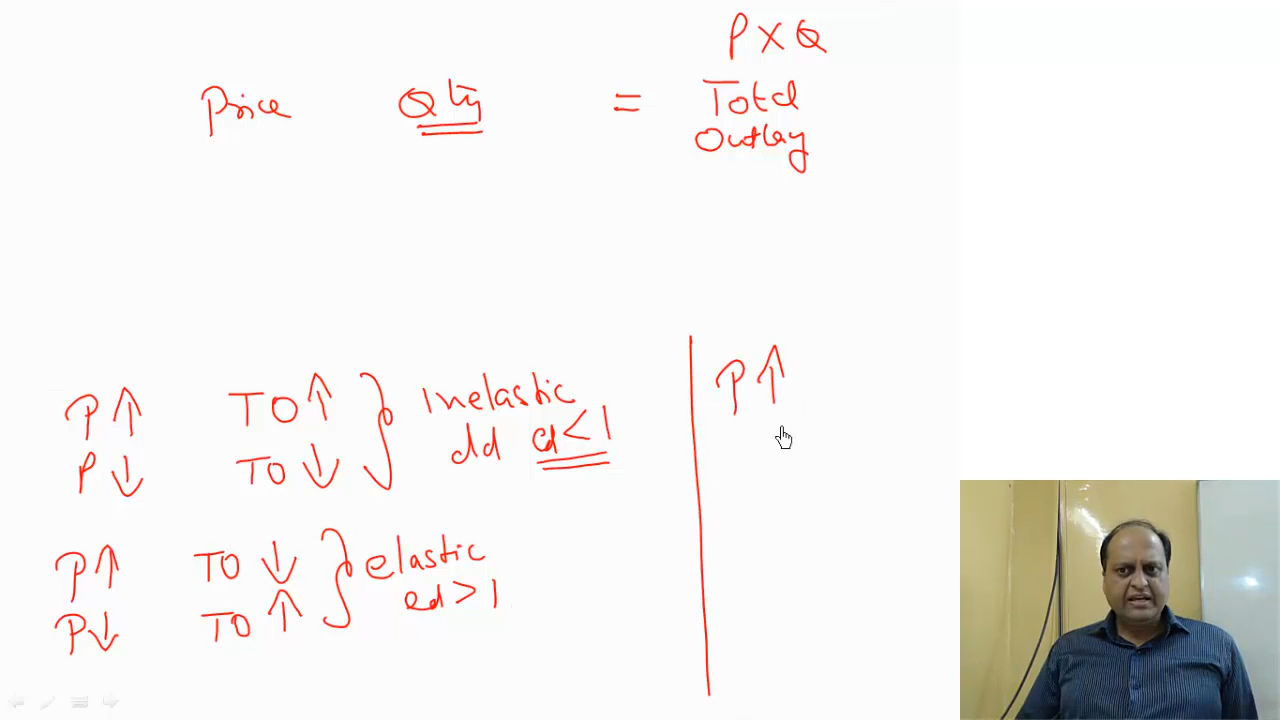 P X Q
Price Qty = Total
Outlay
P↑ TO↑ } Inelastic
P↓ TO↓ dd ed<1
P↑ TO↓ } elastic
P↓ TO↑ ed>1
P↑